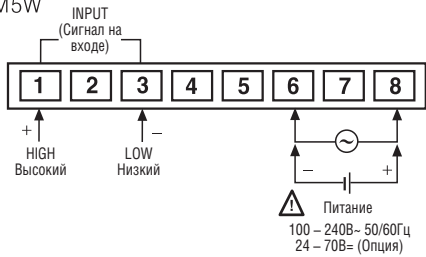 M5W
INPUT
(Сигнал на
входе)
1 2 3 4 5 6 7 8
+ –
HIGH LOW
Высокий Низкий
– +
Питание
100 – 240В~ 50/60Гц
24 – 70В= (Опция)